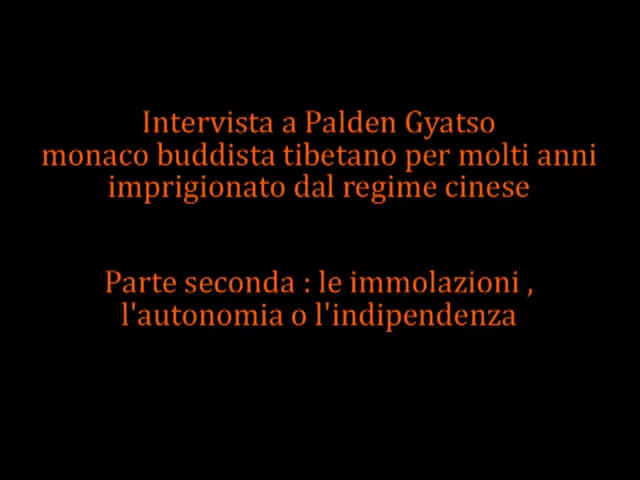 Intervista a Palden Gyatso
monaco buddista tibetano per molti anni
imprigionato dal regime cinese
Parte seconda : le immolazioni ,
l'autonomia o l'indipendenza